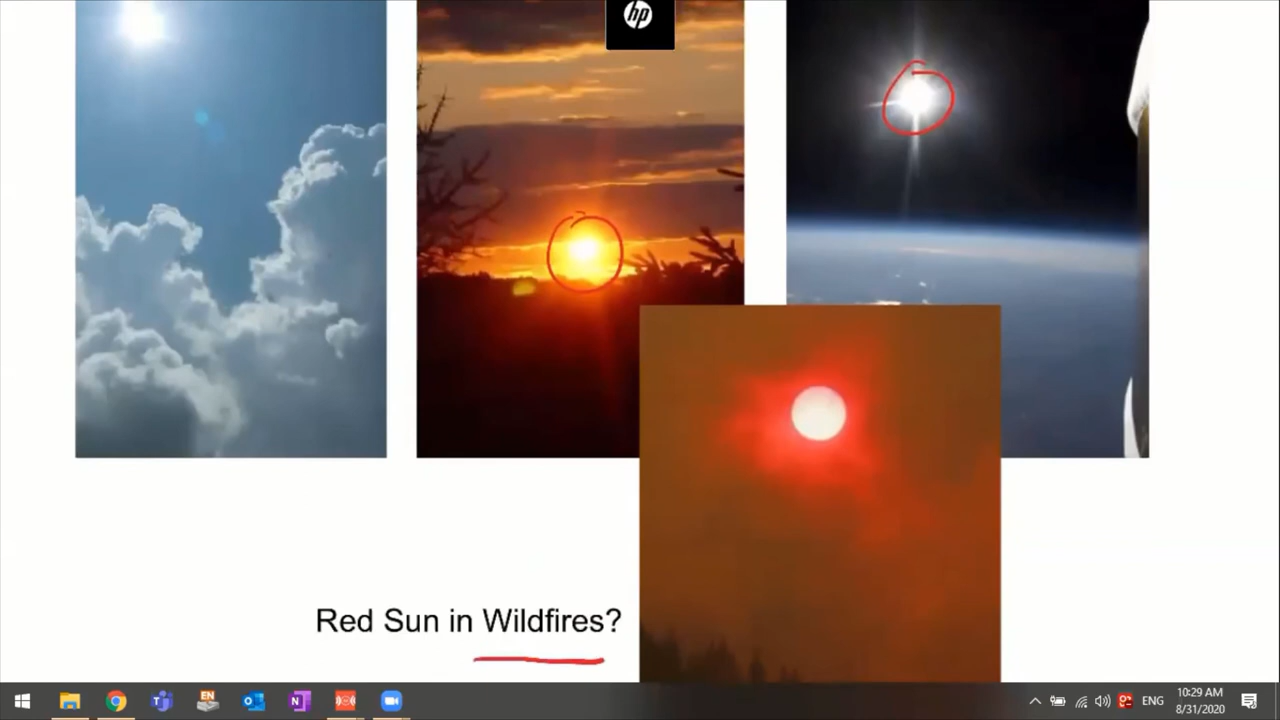 hp
Red Sun in Wildfires?
EN
ENG
10:29 AM
8/31/2020